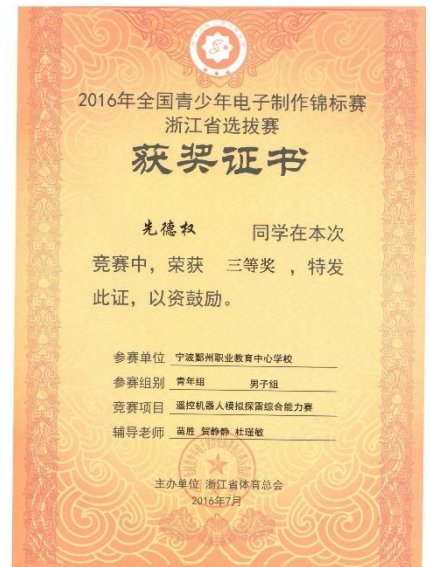 2016年全国青少年电子制作锦标赛
浙江省选拔赛
获奖证书
先德权 同学在本次
竞赛中，荣获 三等奖 ，特发
此证，以资鼓励。
参赛单位 宁波鄞州职业教育中心学校
参赛组别 青年组 男子组
竞赛项目 遥控机器人模拟探雷综合能力赛
辅导老师 苗胜 贺静静 杜瑾敏
主办单位 浙江省体育总会
2016年7月